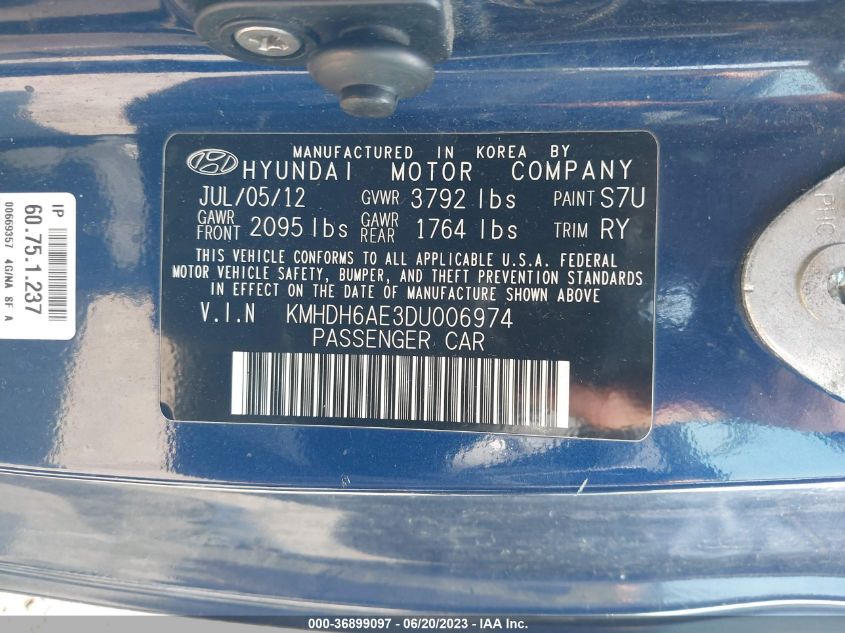 MANUFACTURED IN KOREA BY
HYUNDAI MOTOR COMPANY
JUL/05/12 GVWR 3792 lbs PAINT S7U
GAWR FRONT 2095 lbs GAWR REAR 1764 lbs TRIM RY
THIS VEHICLE CONFORMS TO ALL APPLICABLE U.S.A. FEDERAL
MOTOR VEHICLE SAFETY, BUMPER, AND THEFT PREVENTION STANDARDS
IN EFFECT ON THE DATE OF MANUFACTURE SHOWN ABOVE
V.I.N KMHDH6AE3DU006974
PASSENGER CAR
IP
60.75.1.237
00669357 4G/NA 8F A
PHC
000-36899097 - 06/20/2023 - IAA Inc.